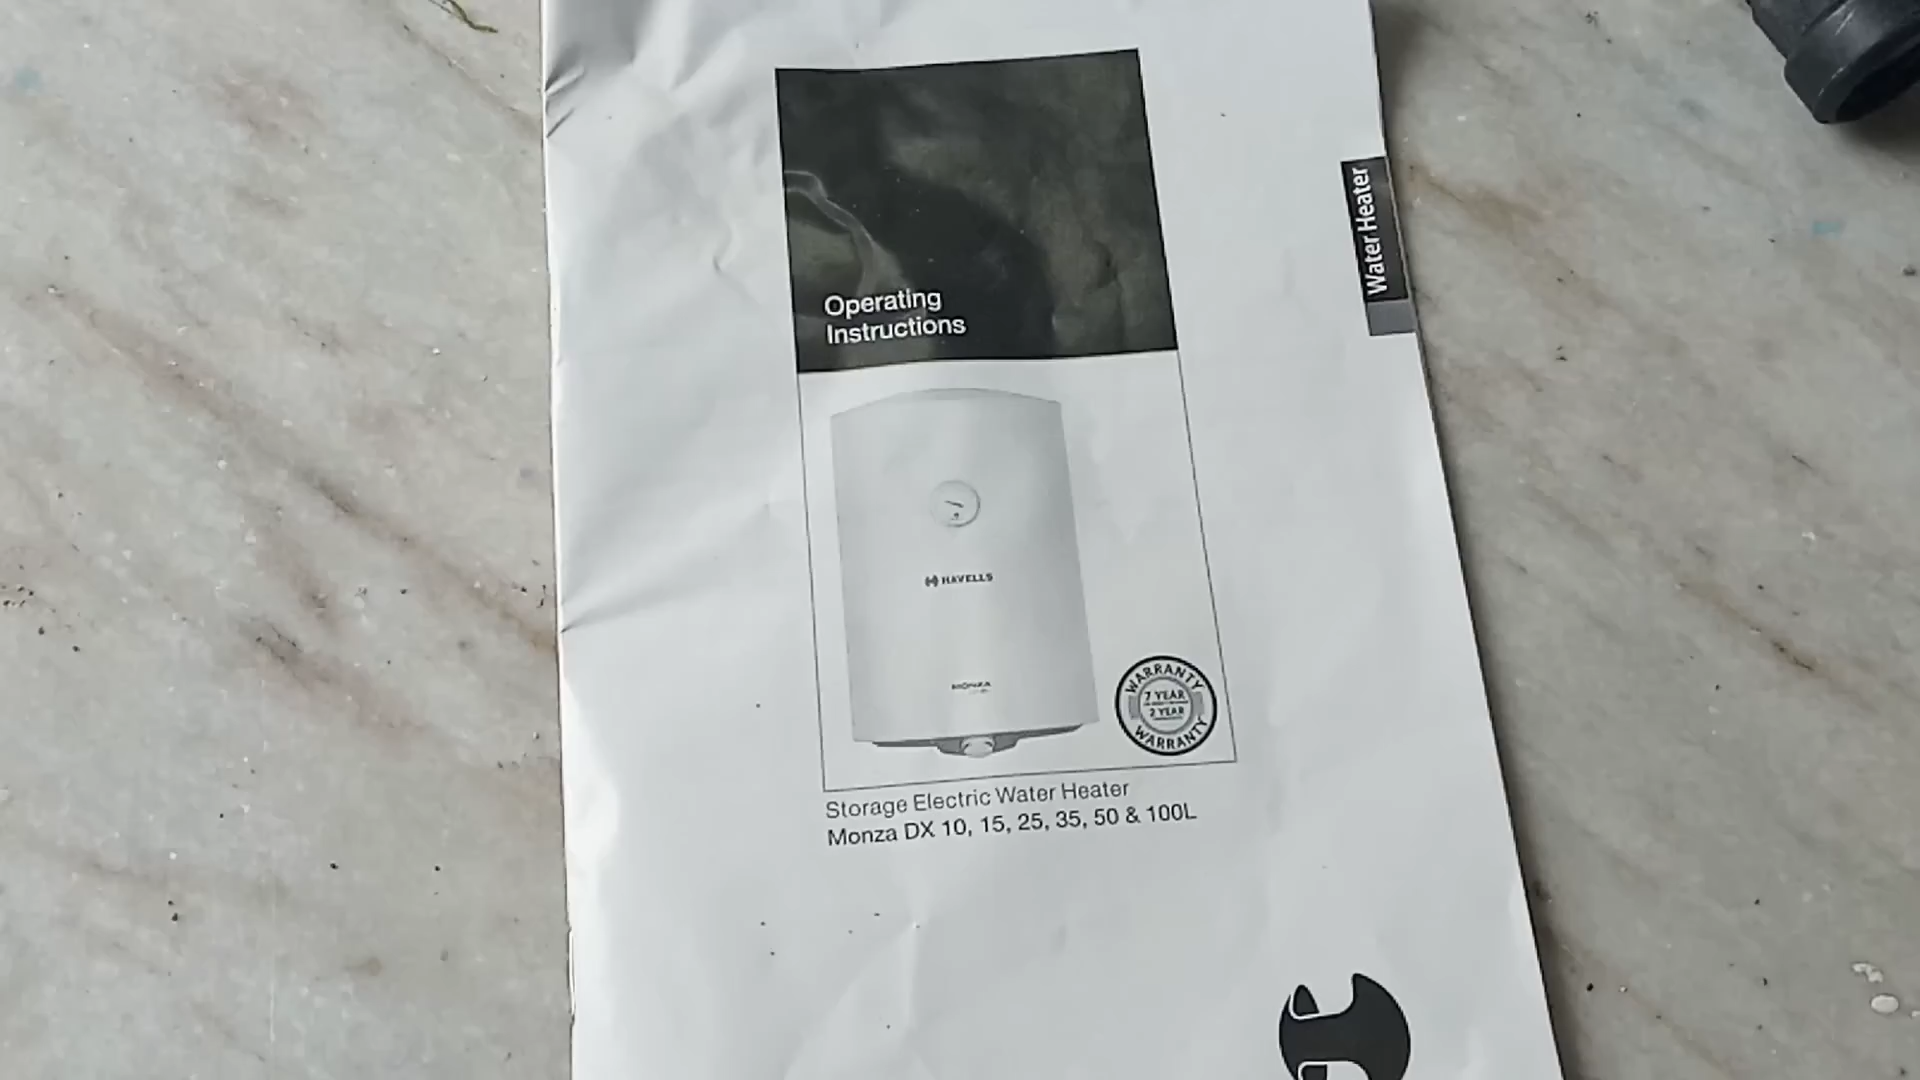 Operating
Instructions
Water Heater
HAVELLS
MONZA
WARRANTY
7 YEAR
2 YEAR
WARRANTY
Storage Electric Water Heater
Monza DX 10, 15, 25, 35, 50 & 100L